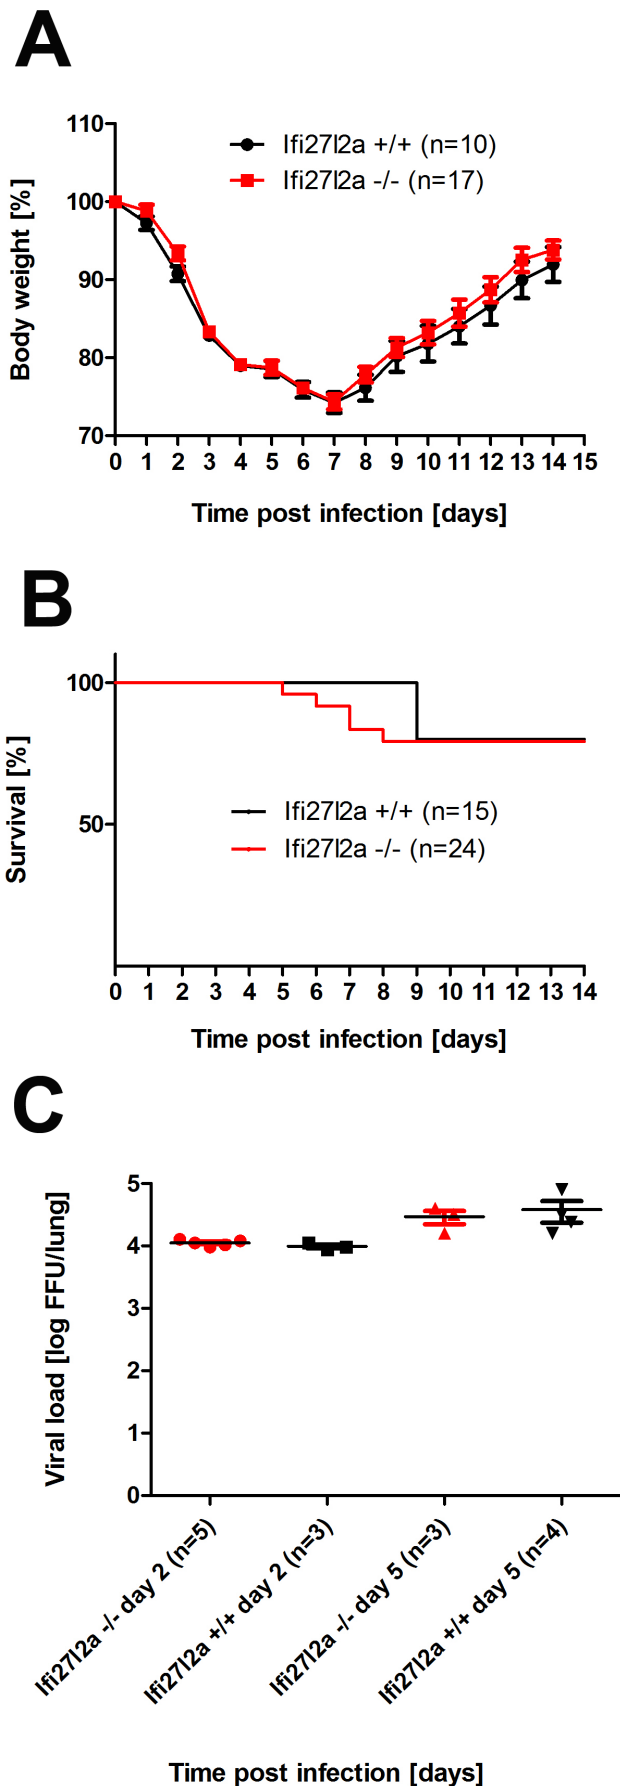 A
110
100
90
80
70
Body weight [%]
Ifi27l2a +/+ (n=10)
Ifi27l2a -/- (n=17)
0 1 2 3 4 5 6 7 8 9 10 11 12 13 14 15
Time post infection [days]
B
100
50
Survival [%]
Ifi27l2a +/+ (n=15)
Ifi27l2a -/- (n=24)
0 1 2 3 4 5 6 7 8 9 10 11 12 13 14
Time post infection [days]
C
5
4
3
2
1
0
Viral load [log FFU/lung]
Ifi27l2a -/- day 2 (n=5)
Ifi27l2a +/+ day 2 (n=3)
Ifi27l2a -/- day 5 (n=3)
Ifi27l2a +/+ day 5 (n=4)
Time post infection [days]